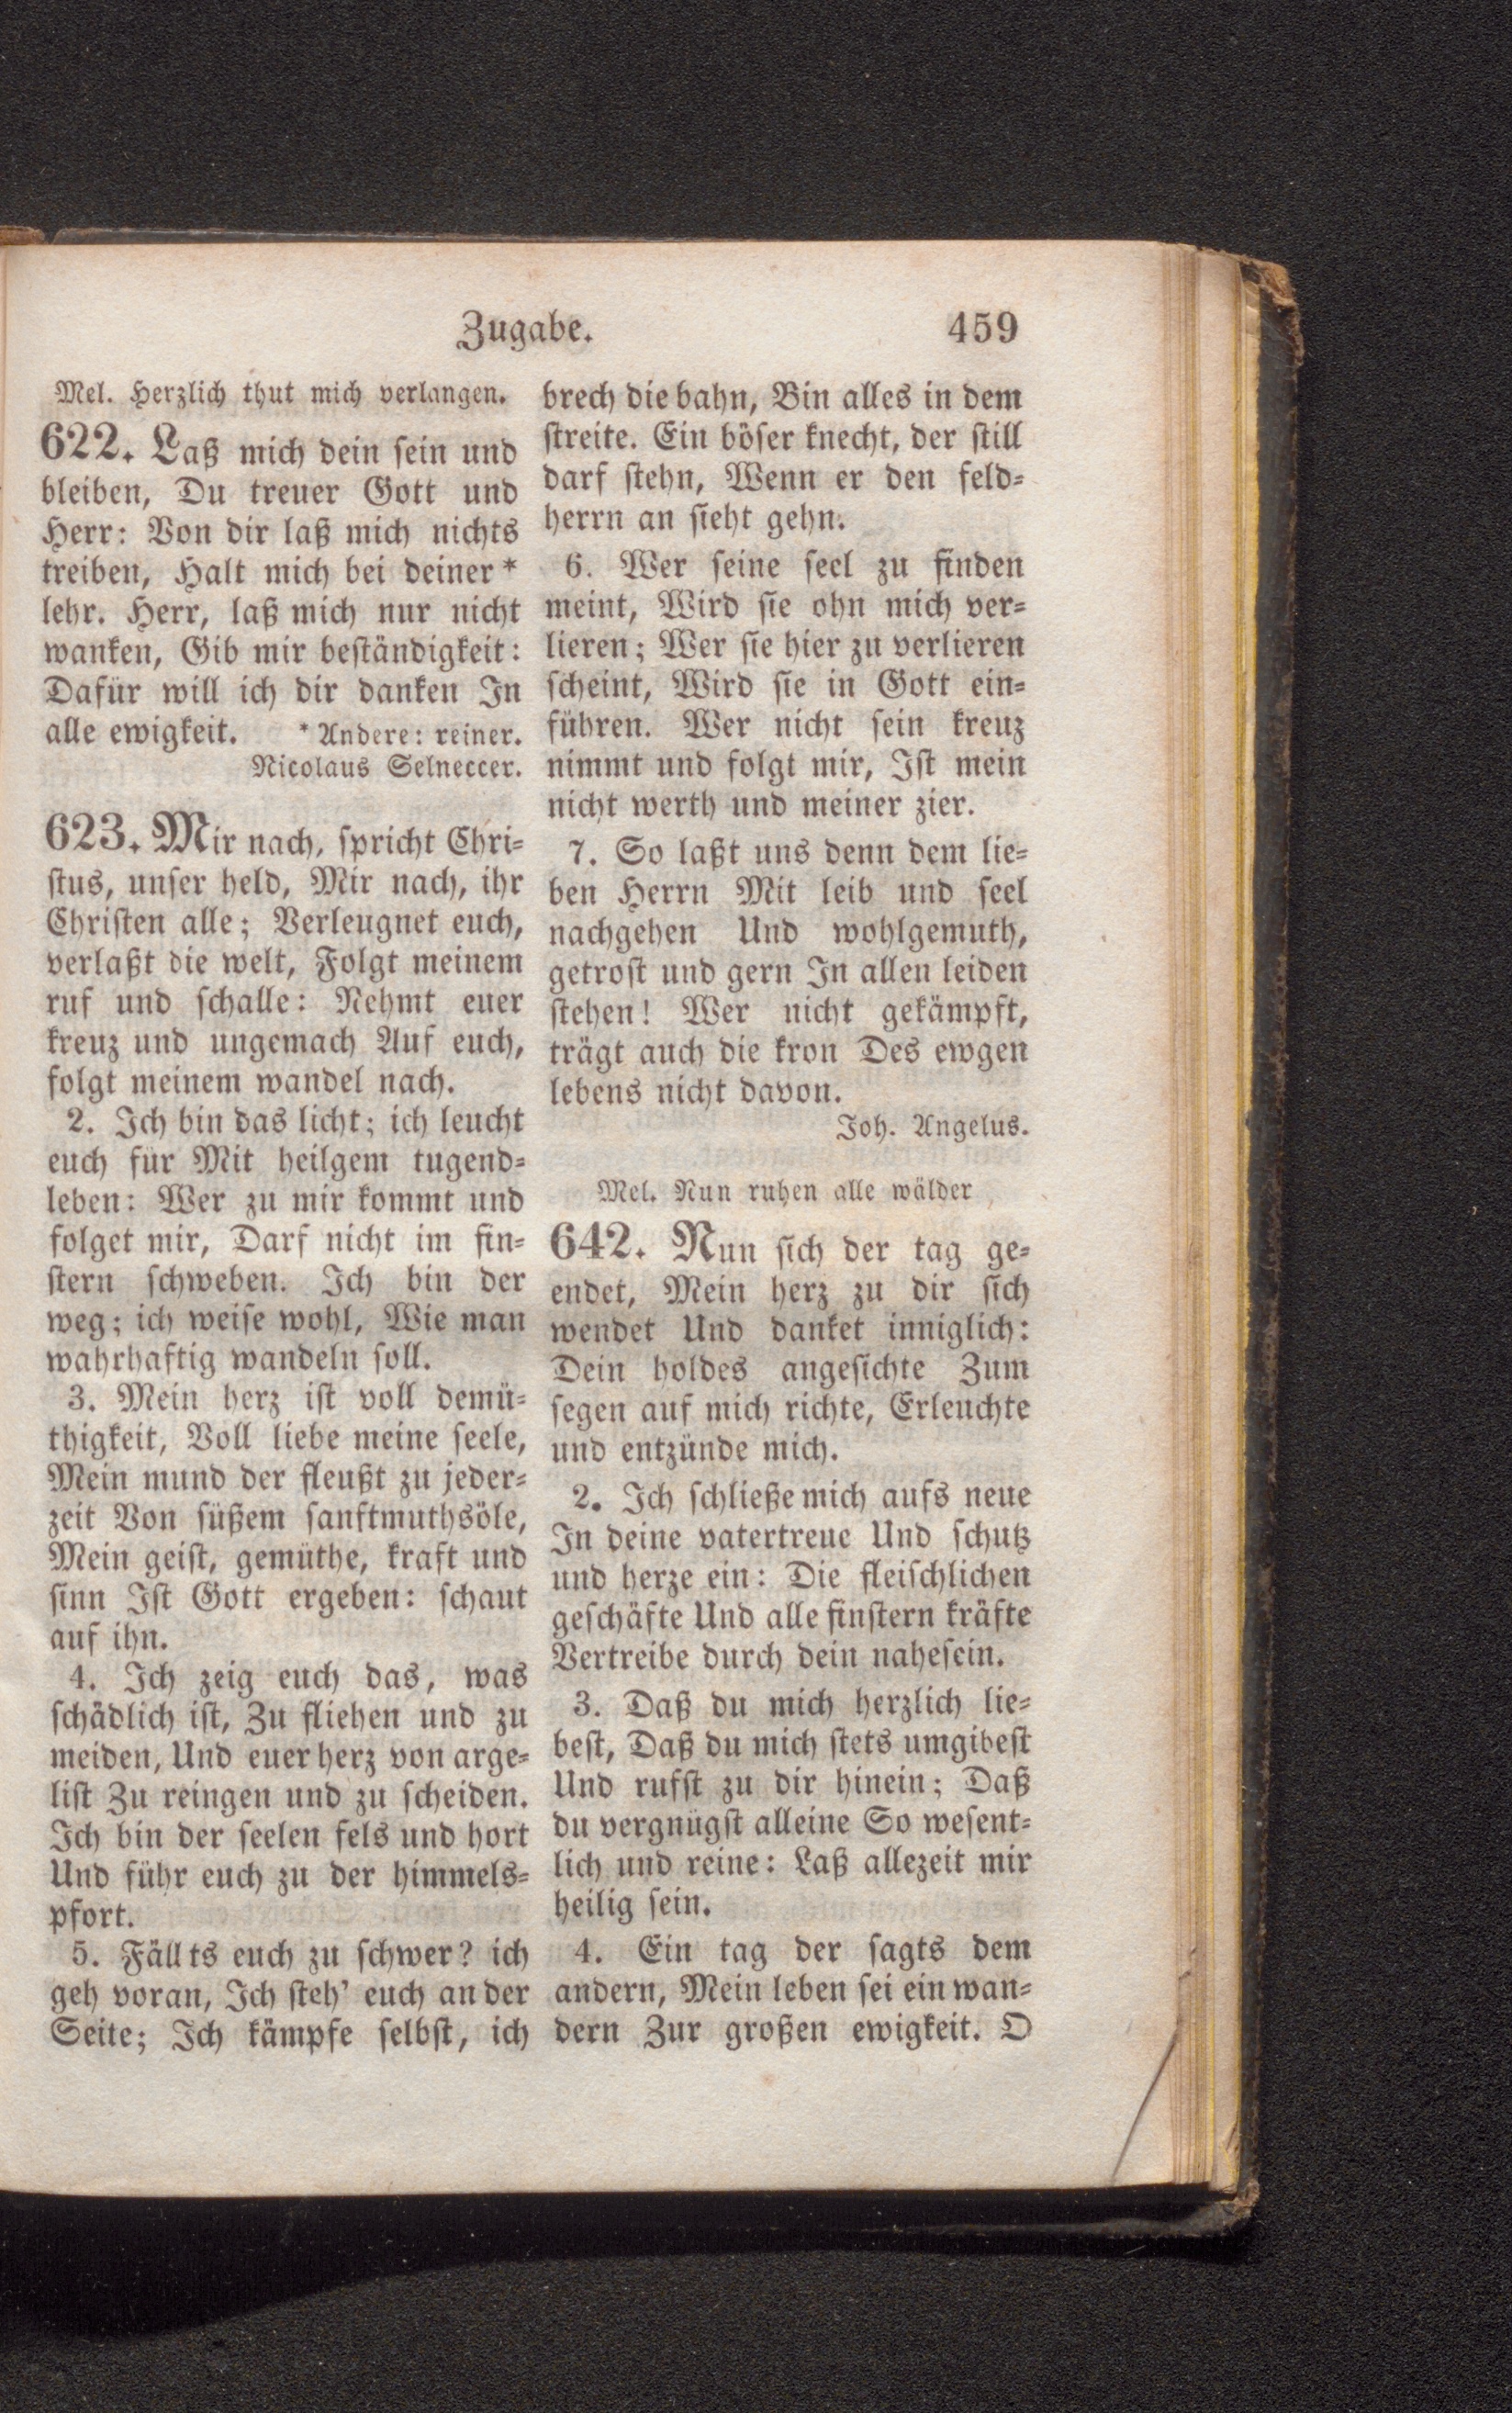 Zugabe. 459
Mel. Herzlich thut mich verlangen.
622. Laß mich dein sein und
bleiben, Du treuer Gott und
Herr: Von dir laß mich nichts
treiben, Halt mich bei deiner*
lehr. Herr, laß mich nur nicht
wanken, Gib mir beständigkeit:
Dafür will ich dir danken In
alle ewigkeit. *Andere: reiner.
Nicolaus Selneccer.
623. Mir nach, spricht Chri-
stus, unser held, Mir nach, ihr
Christen alle; Verleugnet euch,
verlaßt die welt, Folgt meinem
ruf und schalle: Nehmt euer
kreuz und ungemach Auf euch,
folgt meinem wandel nach.
2. Ich bin das licht; ich leucht
euch für Mit heilgem tugend-
leben: Wer zu mir kommt und
folget mir, Darf nicht im fin-
stern schweben. Ich bin der
weg; ich weise wohl, Wie man
wahrhaftig wandeln soll.
3. Mein herz ist voll demü-
thigkeit, Voll liebe meine seele,
Mein mund der fleußt zu jeder-
zeit Von süßem sanftmuthsöle,
Mein geist, gemüthe, kraft und
sinn Ist Gott ergeben: schaut
auf ihn.
4. Ich zeig euch das, was
schädlich ist, Zu fliehen und zu
meiden, Und euer herz von arge-
list Zu reingen und zu scheiden.
Ich bin der seelen fels und hort
Und führ euch zu der himmels-
pfort.
5. Fällts euch zu schwer? ich
geh voran, Ich steh' euch an der
Seite; Ich kämpfe selbst, ich
brech die bahn, Bin alles in dem
streite. Ein böser knecht, der still
darf stehn, Wenn er den feld-
herrn an sieht gehn.
6. Wer seine seel zu finden
meint, Wird sie ohn mich ver-
lieren; Wer sie hier zu verlieren
scheint, Wird sie in Gott ein-
führen. Wer nicht sein kreuz
nimmt und folgt mir, Ist mein
nicht werth und meiner zier.
7. So laßt uns denn dem lie-
ben Herrn Mit leib und seel
nachgehen Und wohlgemuth,
getrost und gern In allen leiden
stehen! Wer nicht gekämpft,
trägt auch die kron Des ewgen
lebens nicht davon.
Joh. Angelus.
Mel. Nun ruhen alle wälder
642. Nun sich der tag ge-
endet, Mein herz zu dir sich
wendet Und danket inniglich:
Dein holdes angesichte Zum
segen auf mich richte, Erleuchte
und entzünde mich.
2. Ich schließe mich aufs neue
In deine vatertreue Und schutz
und herze ein: Die fleischlichen
geschäfte Und alle finstern kräfte
Vertreibe durch dein nahesein.
3. Daß du mich herzlich lie-
best, Daß du mich stets umgibest
Und rufst zu dir hinein; Daß
du vergnügst alleine So wesent-
lich und reine: Laß allezeit mir
heilig sein.
4. Ein tag der sagts dem
andern, Mein leben sei ein wan-
dern Zur großen ewigkeit. O